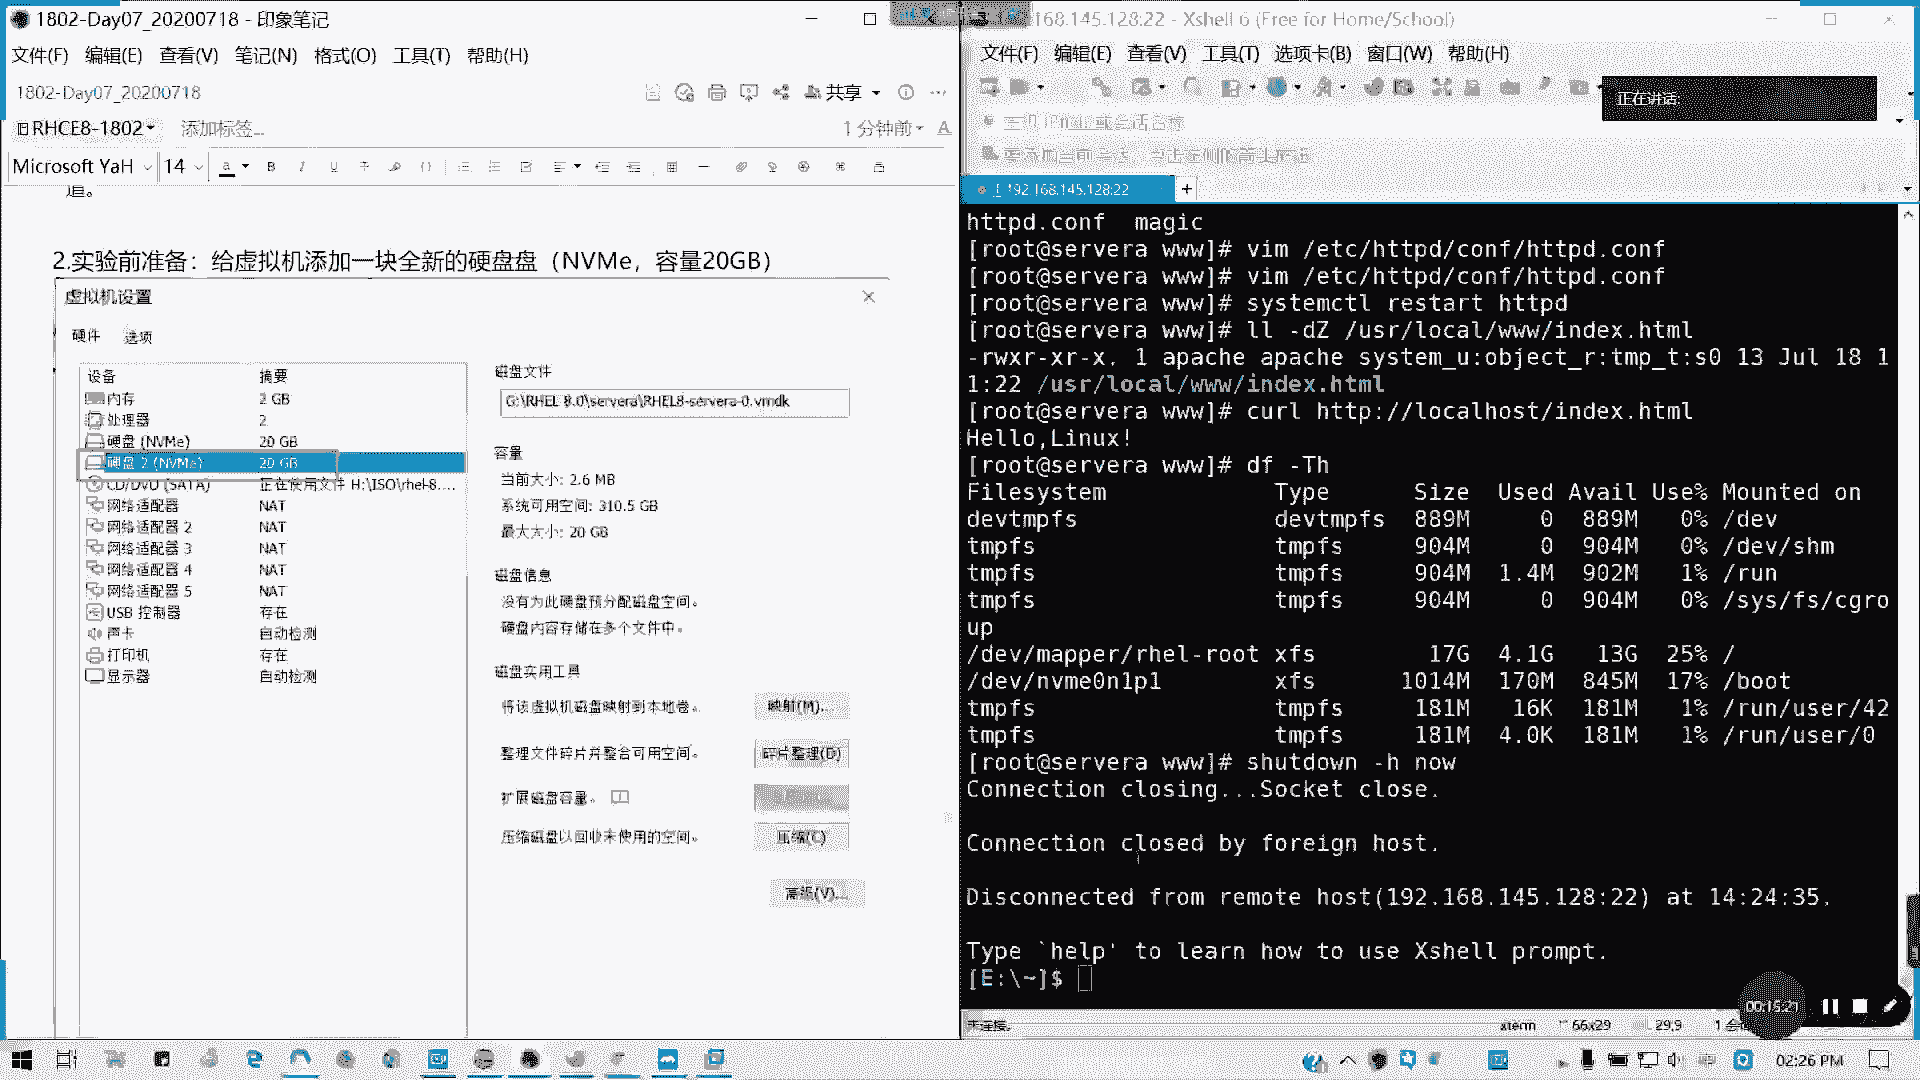 1802-Day07_20200718 - 印象笔记
文件(F) 编辑(E) 查看(V) 笔记(N) 格式(O) 工具(T) 帮助(H)
1802-Day07_20200718
共享
RHCE8-1802 添加标签...
1 分钟前
Microsoft YaH 14
道。
2.实验前准备：给虚拟机添加一块全新的硬盘盘（NVMe，容量20GB）
虚拟机设置
硬件 选项
设备 摘要
内存 2 GB
处理器 2
硬盘 (NVMe) 20 GB
硬盘 2 (NVMe) 20 GB
CD/DVD (SATA) 正在使用文件 H:\ISO\rhel-8....
网络适配器 NAT
网络适配器 2 NAT
网络适配器 3 NAT
网络适配器 4 NAT
网络适配器 5 NAT
USB 控制器 存在
声卡 自动检测
打印机 存在
显示器 自动检测
磁盘文件
G:\RHEL 8.0\servera\RHEL8-servera-0.vmdk
容量
当前大小: 2.6 MB
系统可用空间: 310.5 GB
最大大小: 20 GB
磁盘信息
没有为此硬盘预分配磁盘空间。
硬盘内容存储在多个文件中。
磁盘实用工具
将该虚拟机磁盘映射到本地卷。 映射(M)...
整理文件碎片并整合可用空间。 碎片整理(D)
扩展磁盘容量。
压缩磁盘以回收未使用的空间。 压缩(C)
高级(V)...
192.168.145.128:22 - Xshell 6 (Free for Home/School)
文件(F) 编辑(E) 查看(V) 工具(T) 选项卡(B) 窗口(W) 帮助(H)
正在讲话:
1 192.168.145.128:22 +
httpd.conf  magic
[root@servera www]# vim /etc/httpd/conf/httpd.conf
[root@servera www]# vim /etc/httpd/conf/httpd.conf
[root@servera www]# systemctl restart httpd
[root@servera www]# ll -dZ /usr/local/www/index.html
-rwxr-xr-x. 1 apache apache system_u:object_r:tmp_t:s0 13 Jul 18 1
1:22 /usr/local/www/index.html
[root@servera www]# curl http://localhost/index.html
Hello,Linux!
[root@servera www]# df -Th
Filesystem Type Size Used Avail Use% Mounted on
devtmpfs devtmpfs 889M 0 889M 0% /dev
tmpfs tmpfs 904M 0 904M 0% /dev/shm
tmpfs tmpfs 904M 1.4M 902M 1% /run
tmpfs tmpfs 904M 0 904M 0% /sys/fs/cgro
up
/dev/mapper/rhel-root xfs 17G 4.1G 13G 25% /
/dev/nvme0n1p1 xfs 1014M 170M 845M 17% /boot
tmpfs tmpfs 181M 16K 181M 1% /run/user/42
tmpfs tmpfs 181M 4.0K 181M 1% /run/user/0
[root@servera www]# shutdown -h now
Connection closing...Socket close.
Connection closed by foreign host.
Disconnected from remote host(192.168.145.128:22) at 14:24:35.
Type `help' to learn how to use Xshell prompt.
[E:\~]$
00:15:21
未连接。 xterm 66x29 29,9
02:26 PM